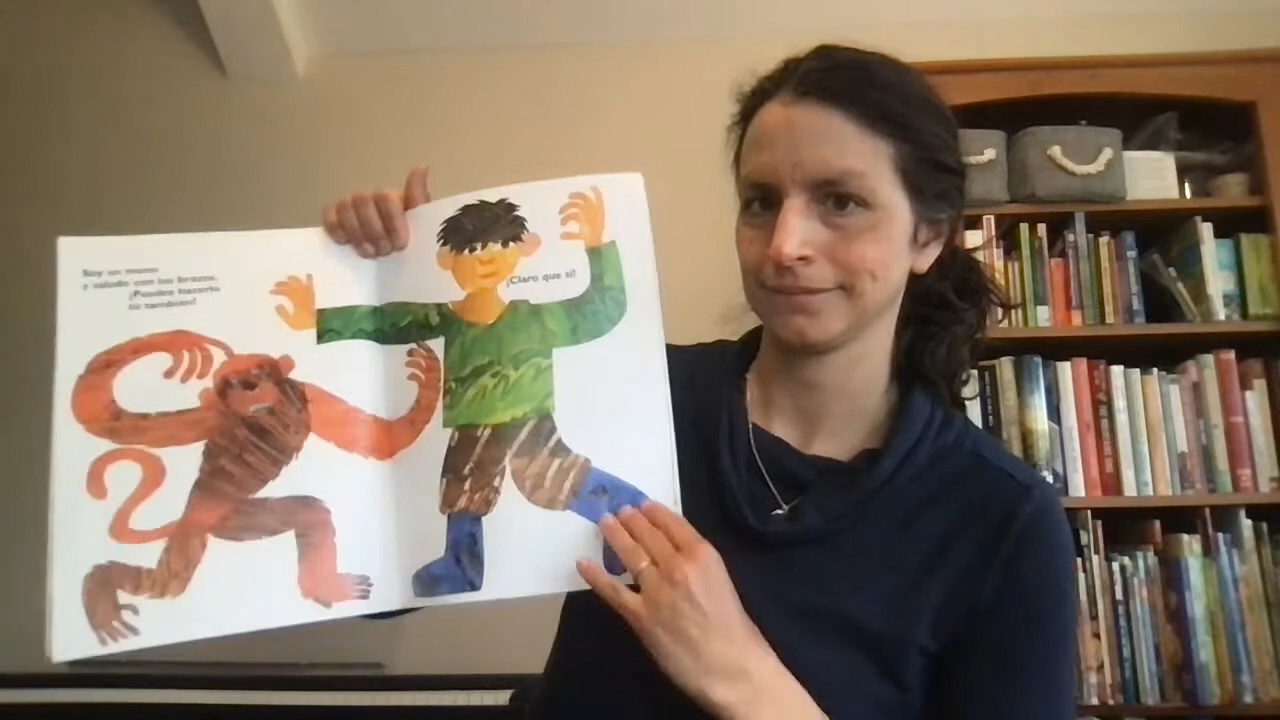 Soy un mono
y saludo con los brazos.
¿Puedes hacerlo
tú también?
¡Claro que sí!